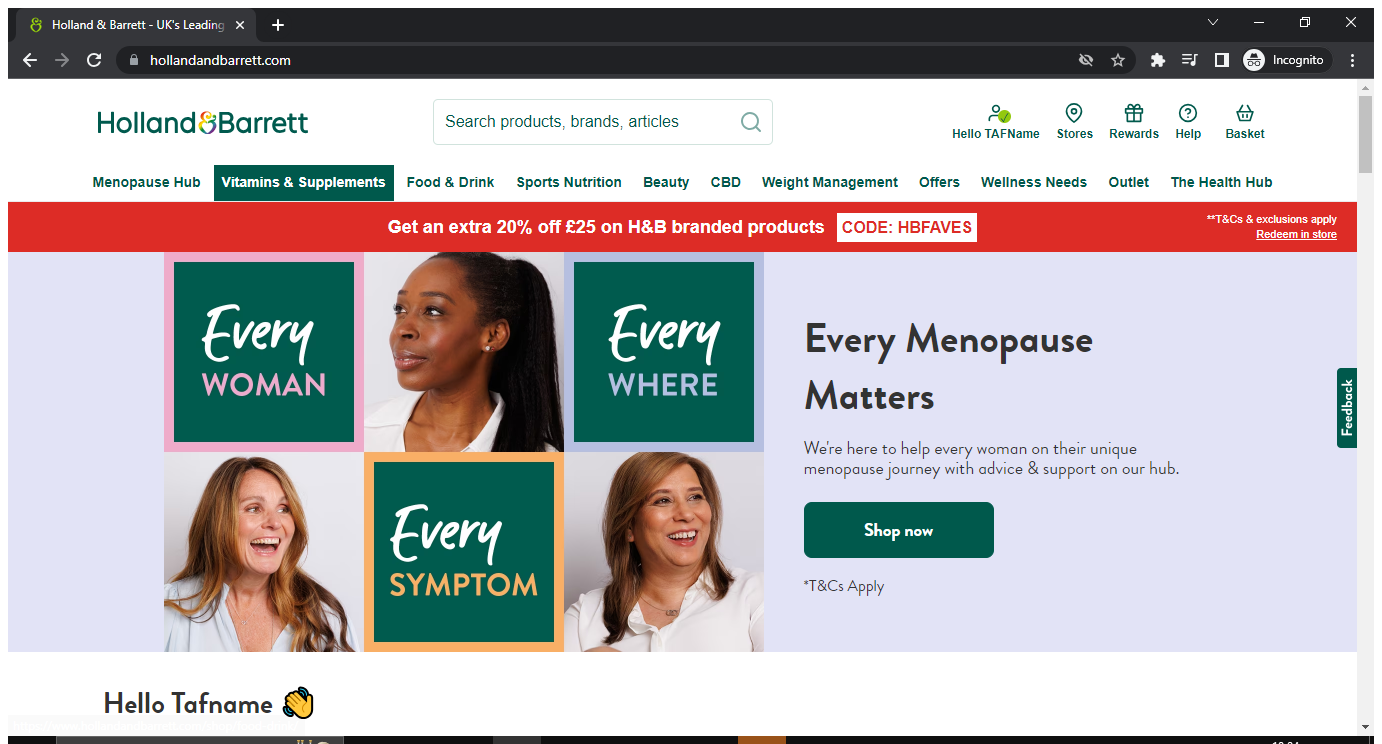 Holland & Barrett - UK's Leading
hollandandbarrett.com
Incognito
Holland&Barrett
Search products, brands, articles
Hello TAFName
Stores
Rewards
Help
Basket
Menopause Hub
Vitamins & Supplements
Food & Drink
Sports Nutrition
Beauty
CBD
Weight Management
Offers
Wellness Needs
Outlet
The Health Hub
Get an extra 20% off £25 on H&B branded products
CODE: HBFAVES
**T&Cs & exclusions apply
Redeem in store
Every
WOMAN
Every
WHERE
Every
SYMPTOM
Every Menopause
Matters
We're here to help every woman on their unique
menopause journey with advice & support on our hub.
Shop now
*T&Cs Apply
Feedback
Hello Tafname